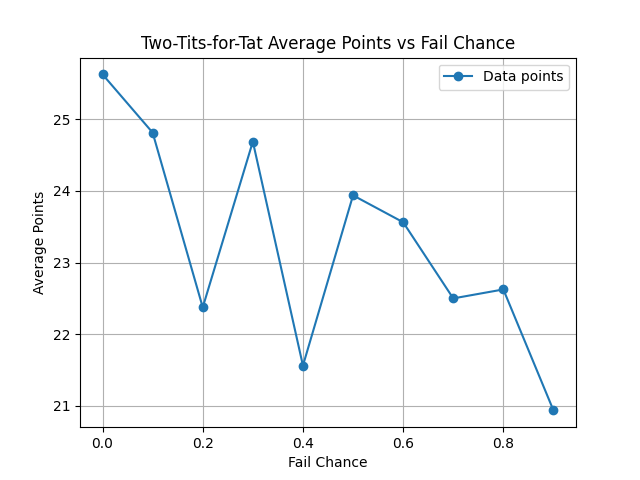 Two-Tits-for-Tat Average Points vs Fail Chance
Data points
25
24
23
22
21
Average Points
0.0 0.2 0.4 0.6 0.8
Fail Chance